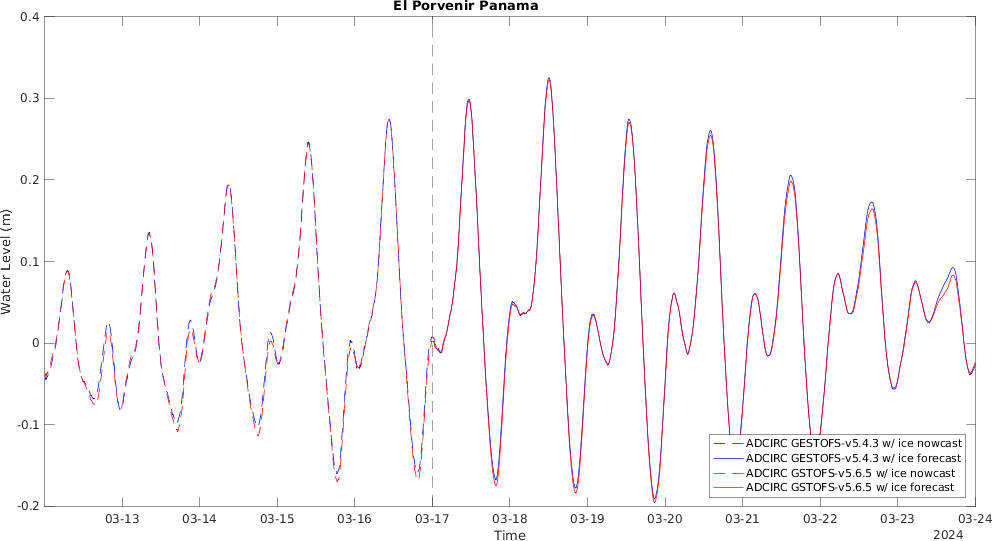 El Porvenir Panama
Water Level (m)
0.4
0.3
0.2
0.1
0
-0.1
-0.2
03-13
03-14
03-15
03-16
03-17
03-18
03-19
03-20
03-21
03-22
03-23
03-24
Time
2024
ADCIRC GESTOFS-v5.4.3 w/ ice nowcast
ADCIRC GESTOFS-v5.4.3 w/ ice forecast
ADCIRC GSTOFS-v5.6.5 w/ ice nowcast
ADCIRC GSTOFS-v5.6.5 w/ ice forecast